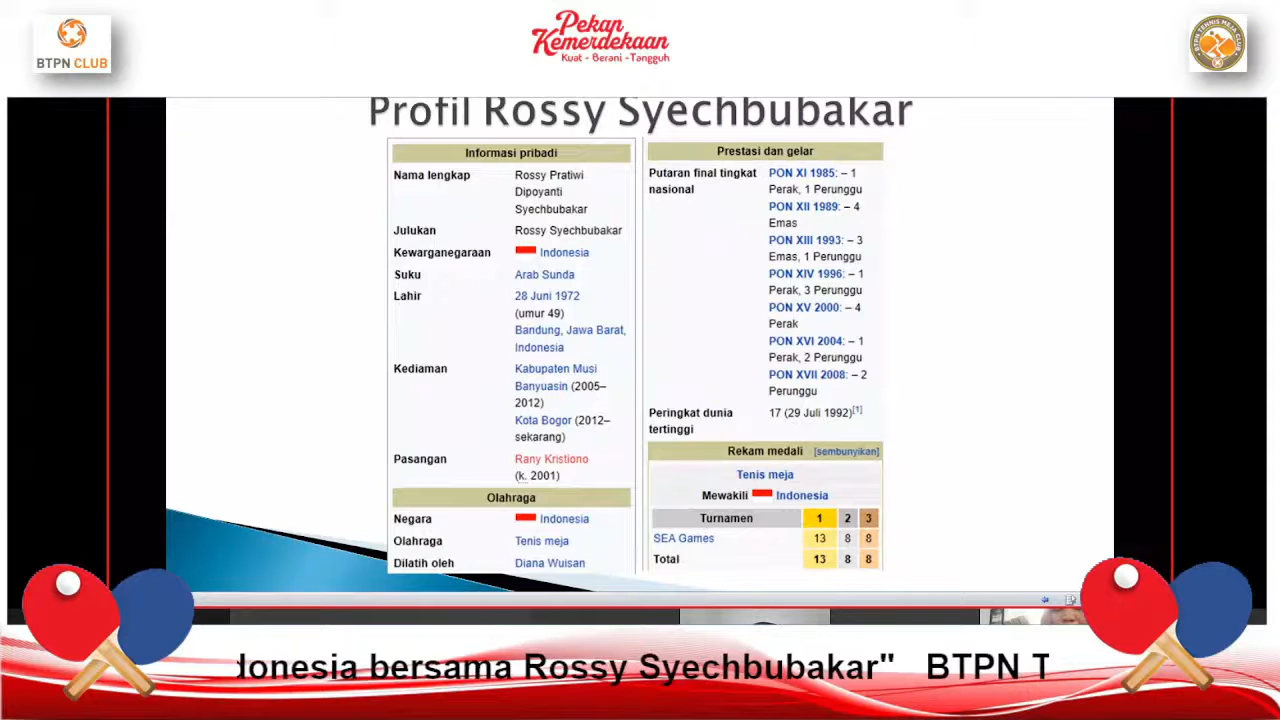 BTPN CLUB
Pekan
Kemerdekaan
Kuat - Berani - Tangguh
BTPN TENNIS MEJA CLUB
Profil Rossy Syechbubakar
Informasi pribadi
Nama lengkap Rossy Pratiwi
Dipoyanti
Syechbubakar
Julukan Rossy Syechbubakar
Kewarganegaraan Indonesia
Suku Arab Sunda
Lahir 28 Juni 1972
(umur 49)
Bandung, Jawa Barat,
Indonesia
Kediaman Kabupaten Musi
Banyuasin (2005–
2012)
Kota Bogor (2012–
sekarang)
Pasangan Rany Kristiono
(k. 2001)
Olahraga
Negara Indonesia
Olahraga Tenis meja
Dilatih oleh Diana Wuisan
Prestasi dan gelar
Putaran final tingkat PON XI 1985: – 1
nasional Perak, 1 Perunggu
PON XII 1989: – 4
Emas
PON XIII 1993: – 3
Emas, 1 Perunggu
PON XIV 1996: – 1
Perak, 3 Perunggu
PON XV 2000: – 4
Perak
PON XVI 2004: – 1
Perak, 2 Perunggu
PON XVII 2008: – 2
Perunggu
Peringkat dunia 17 (29 Juli 1992)[1]
tertinggi
Rekam medali [sembunyikan]
Tenis meja
Mewakili Indonesia
Turnamen 1 2 3
SEA Games 13 8 8
Total 13 8 8
donesia bersama Rossy Syechbubakar" BTPN T